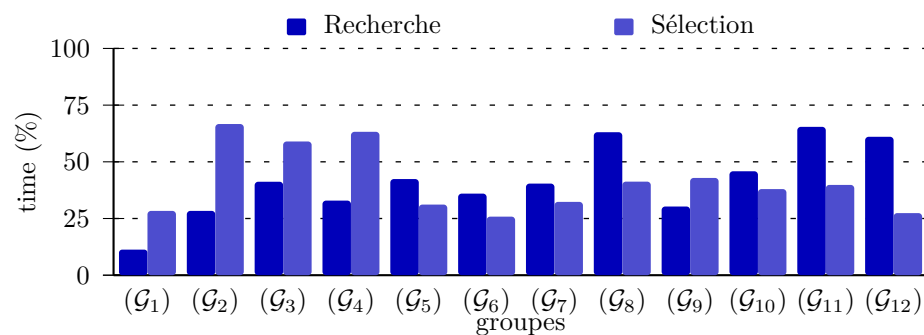 Recherche Sélection
100
75
50
25
0
time (%)
(𝒢₁) (𝒢₂) (𝒢₃) (𝒢₄) (𝒢₅) (𝒢₆) (𝒢₇) (𝒢₈) (𝒢₉) (𝒢₁₀) (𝒢₁₁) (𝒢₁₂)
groupes